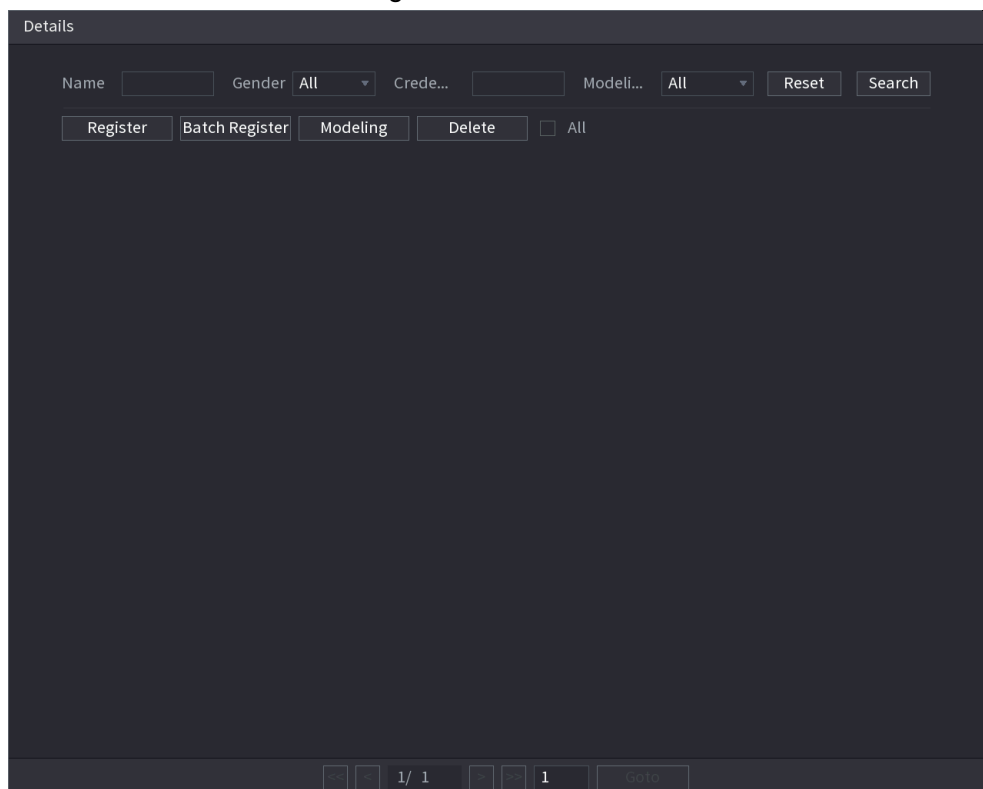 Details
Name Gender All Crede... Modeli... All Reset Search
Register Batch Register Modeling Delete All
<< < 1/ 1 > >> 1 Goto